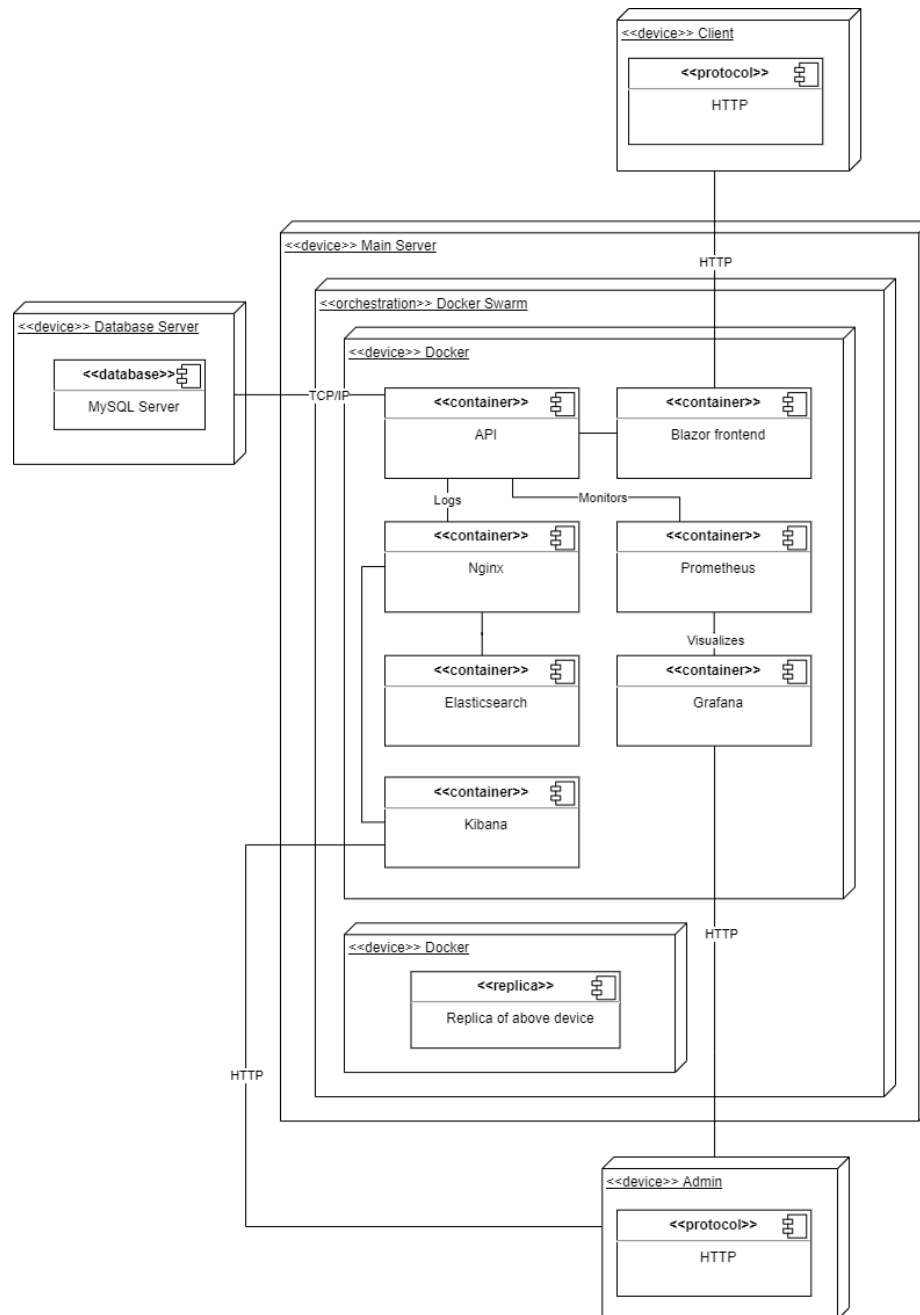 <<device>> Client
<<protocol>>
HTTP
HTTP
<<device>> Main Server
<<orchestration>> Docker Swarm
<<device>> Database Server
<<database>>
MySQL Server
TCP/IP
<<device>> Docker
<<container>>
API
<<container>>
Blazor frontend
Logs
Monitors
<<container>>
Nginx
<<container>>
Prometheus
Visualizes
<<container>>
Elasticsearch
<<container>>
Grafana
<<container>>
Kibana
HTTP
<<device>> Docker
<<replica>>
Replica of above device
HTTP
<<device>> Admin
<<protocol>>
HTTP